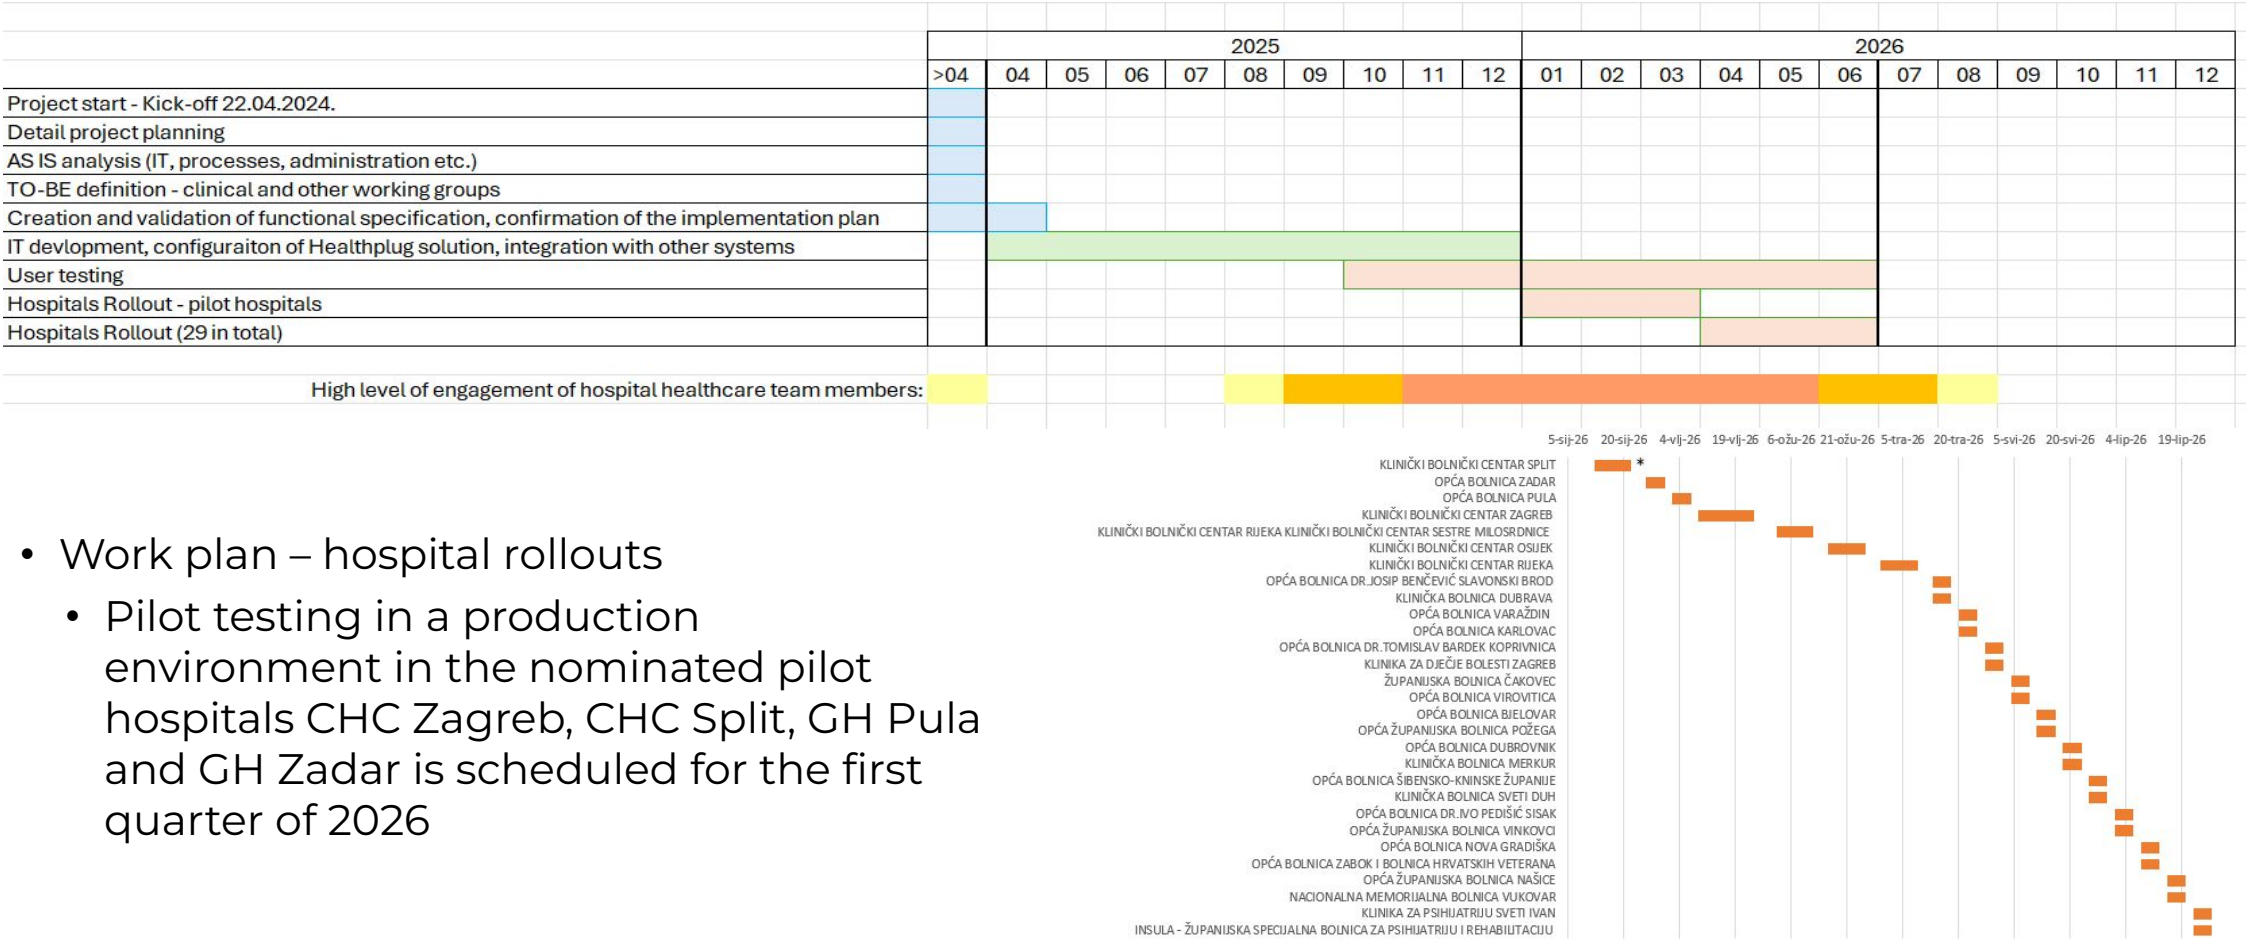 2025 2026
>04 04 05 06 07 08 09 10 11 12 01 02 03 04 05 06 07 08 09 10 11 12
Project start - Kick-off 22.04.2024.
Detail project planning
AS IS analysis (IT, processes, administration etc.)
TO-BE definition - clinical and other working groups
Creation and validation of functional specification, confirmation of the implementation plan
IT devlopment, configuraiton of Healthplug solution, integration with other systems
User testing
Hospitals Rollout - pilot hospitals
Hospitals Rollout (29 in total)
High level of engagement of hospital healthcare team members:
• Work plan – hospital rollouts
• Pilot testing in a production
environment in the nominated pilot
hospitals CHC Zagreb, CHC Split, GH Pula
and GH Zadar is scheduled for the first
quarter of 2026
5-sij-26 20-sij-26 4-vlj-26 19-vlj-26 6-ožu-26 21-ožu-26 5-tra-26 20-tra-26 5-svi-26 20-svi-26 4-lip-26 19-lip-26
KLINIČKI BOLNIČKI CENTAR SPLIT *
OPĆA BOLNICA ZADAR
OPĆA BOLNICA PULA
KLINIČKI BOLNIČKI CENTAR ZAGREB
KLINIČKI BOLNIČKI CENTAR RIJEKA KLINIČKI BOLNIČKI CENTAR SESTRE MILOSRDNICE
KLINIČKI BOLNIČKI CENTAR OSIJEK
KLINIČKI BOLNIČKI CENTAR RIJEKA
OPĆA BOLNICA DR.JOSIP BENČEVIĆ SLAVONSKI BROD
KLINIČKA BOLNICA DUBRAVA
OPĆA BOLNICA VARAŽDIN
OPĆA BOLNICA KARLOVAC
OPĆA BOLNICA DR.TOMISLAV BARDEK KOPRIVNICA
KLINIKA ZA DJEČJE BOLESTI ZAGREB
ŽUPANIJSKA BOLNICA ČAKOVEC
OPĆA BOLNICA VIROVITICA
OPĆA BOLNICA BJELOVAR
OPĆA ŽUPANIJSKA BOLNICA POŽEGA
OPĆA BOLNICA DUBROVNIK
KLINIČKA BOLNICA MERKUR
OPĆA BOLNICA ŠIBENSKO-KNINSKE ŽUPANIJE
KLINIČKA BOLNICA SVETI DUH
OPĆA BOLNICA DR.IVO PEDIŠIĆ SISAK
OPĆA ŽUPANIJSKA BOLNICA VINKOVCI
OPĆA BOLNICA NOVA GRADIŠKA
OPĆA BOLNICA ZABOK I BOLNICA HRVATSKIH VETERANA
OPĆA ŽUPANIJSKA BOLNICA NAŠICE
NACIONALNA MEMORIJALNA BOLNICA VUKOVAR
KLINIKA ZA PSIHIJATRIJU SVETI IVAN
INSULA - ŽUPANIJSKA SPECIJALNA BOLNICA ZA PSIHIJATRIJU I REHABILITACIJU